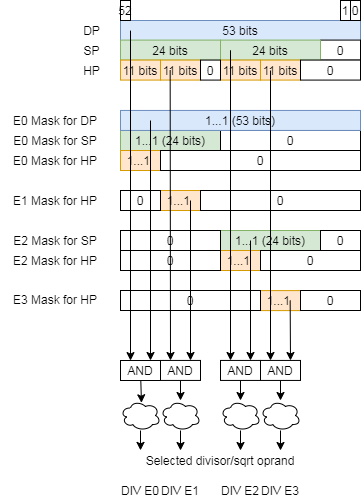 52 1 0
DP 53 bits
SP 24 bits 24 bits 0
HP 11 bits 11 bits 0 11 bits 11 bits 0
E0 Mask for DP 1...1 (53 bits)
E0 Mask for SP 1...1 (24 bits) 0
E0 Mask for HP 1...1 0
E1 Mask for HP 0 1...1 0
E2 Mask for SP 0 1...1 (24 bits) 0
E2 Mask for HP 0 1...1 0
E3 Mask for HP 0 1...1 0
AND AND AND AND
Selected divisor/sqrt oprand
DIV E0 DIV E1 DIV E2 DIV E3